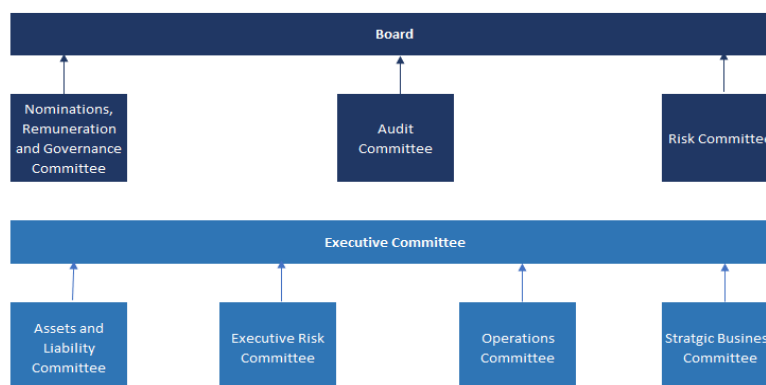 Board
Nominations,
Remuneration
and Governance
Committee
Audit
Committee
Risk Committee
Executive Committee
Assets and
Liability
Committee
Executive Risk
Committee
Operations
Committee
Stratgic Business
Committee